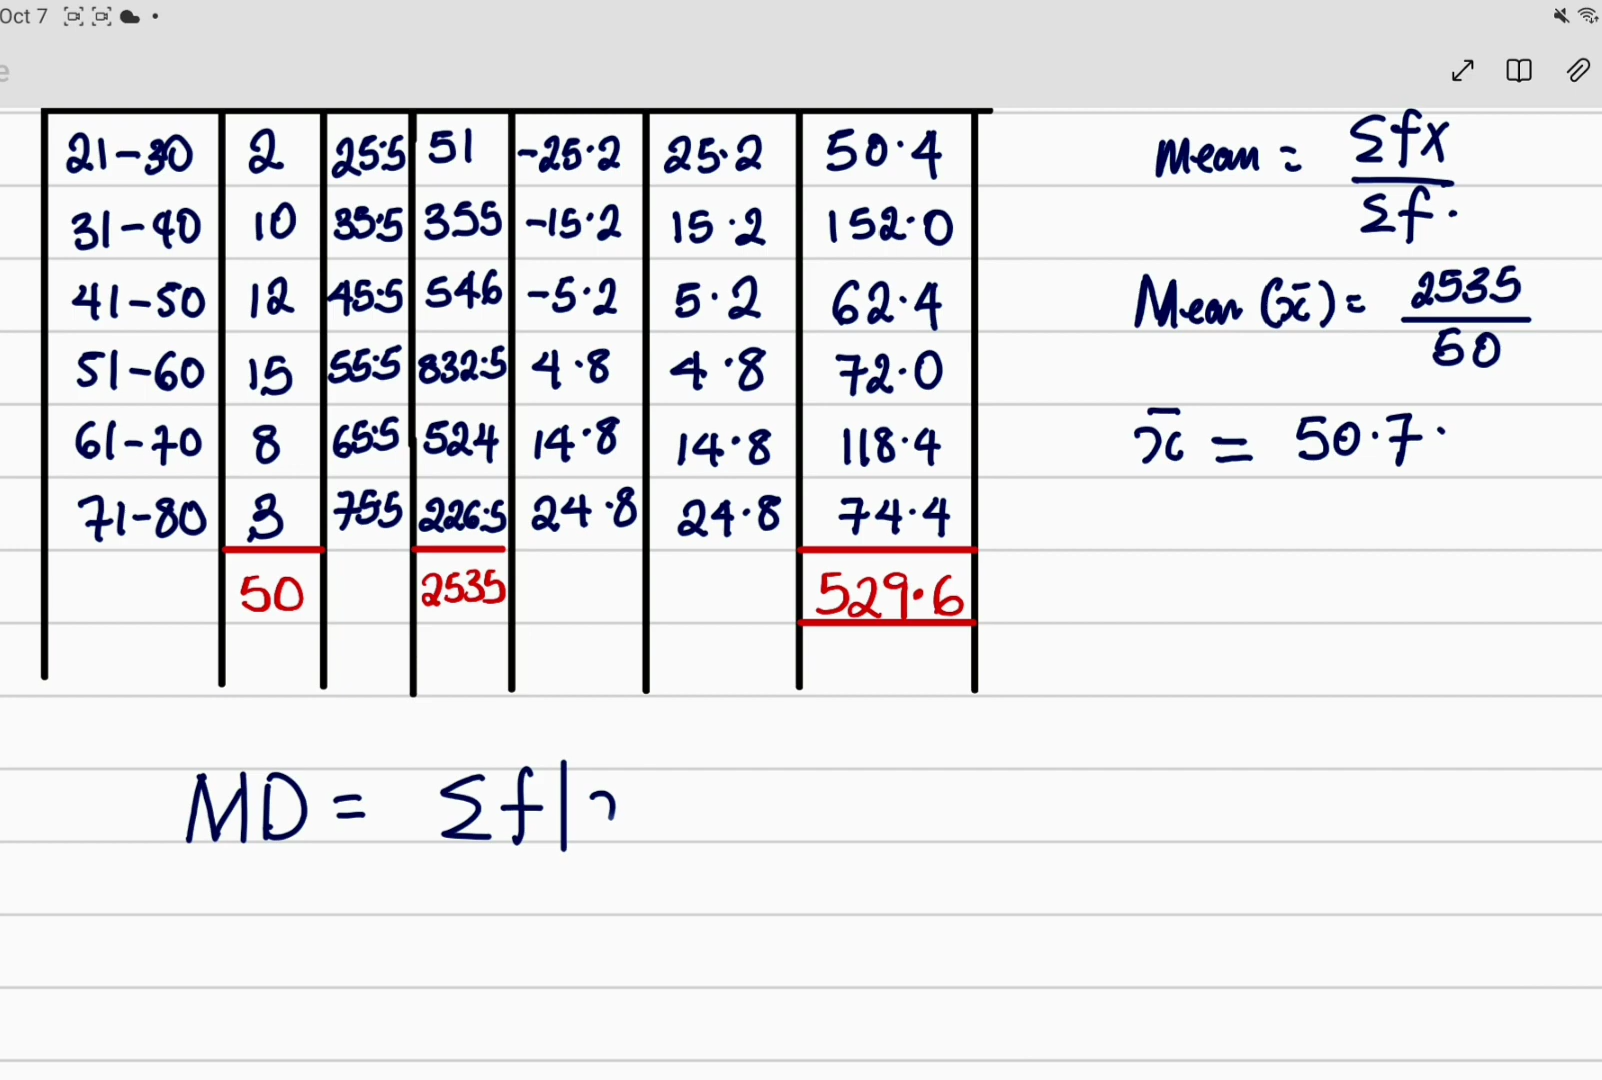 Oct 7
e
21-30 2 25.5 51 -25.2 25.2 50.4
31-40 10 35.5 355 -15.2 15.2 152.0
41-50 12 45.5 546 -5.2 5.2 62.4
51-60 15 55.5 832.5 4.8 4.8 72.0
61-70 8 65.5 524 14.8 14.8 118.4
71-80 3 75.5 226.5 24.8 24.8 74.4
50 2535 529.6
Mean = Σfx
Σf.
Mean (x̄) = 2535
50
x̄ = 50.7.
MD = Σf|